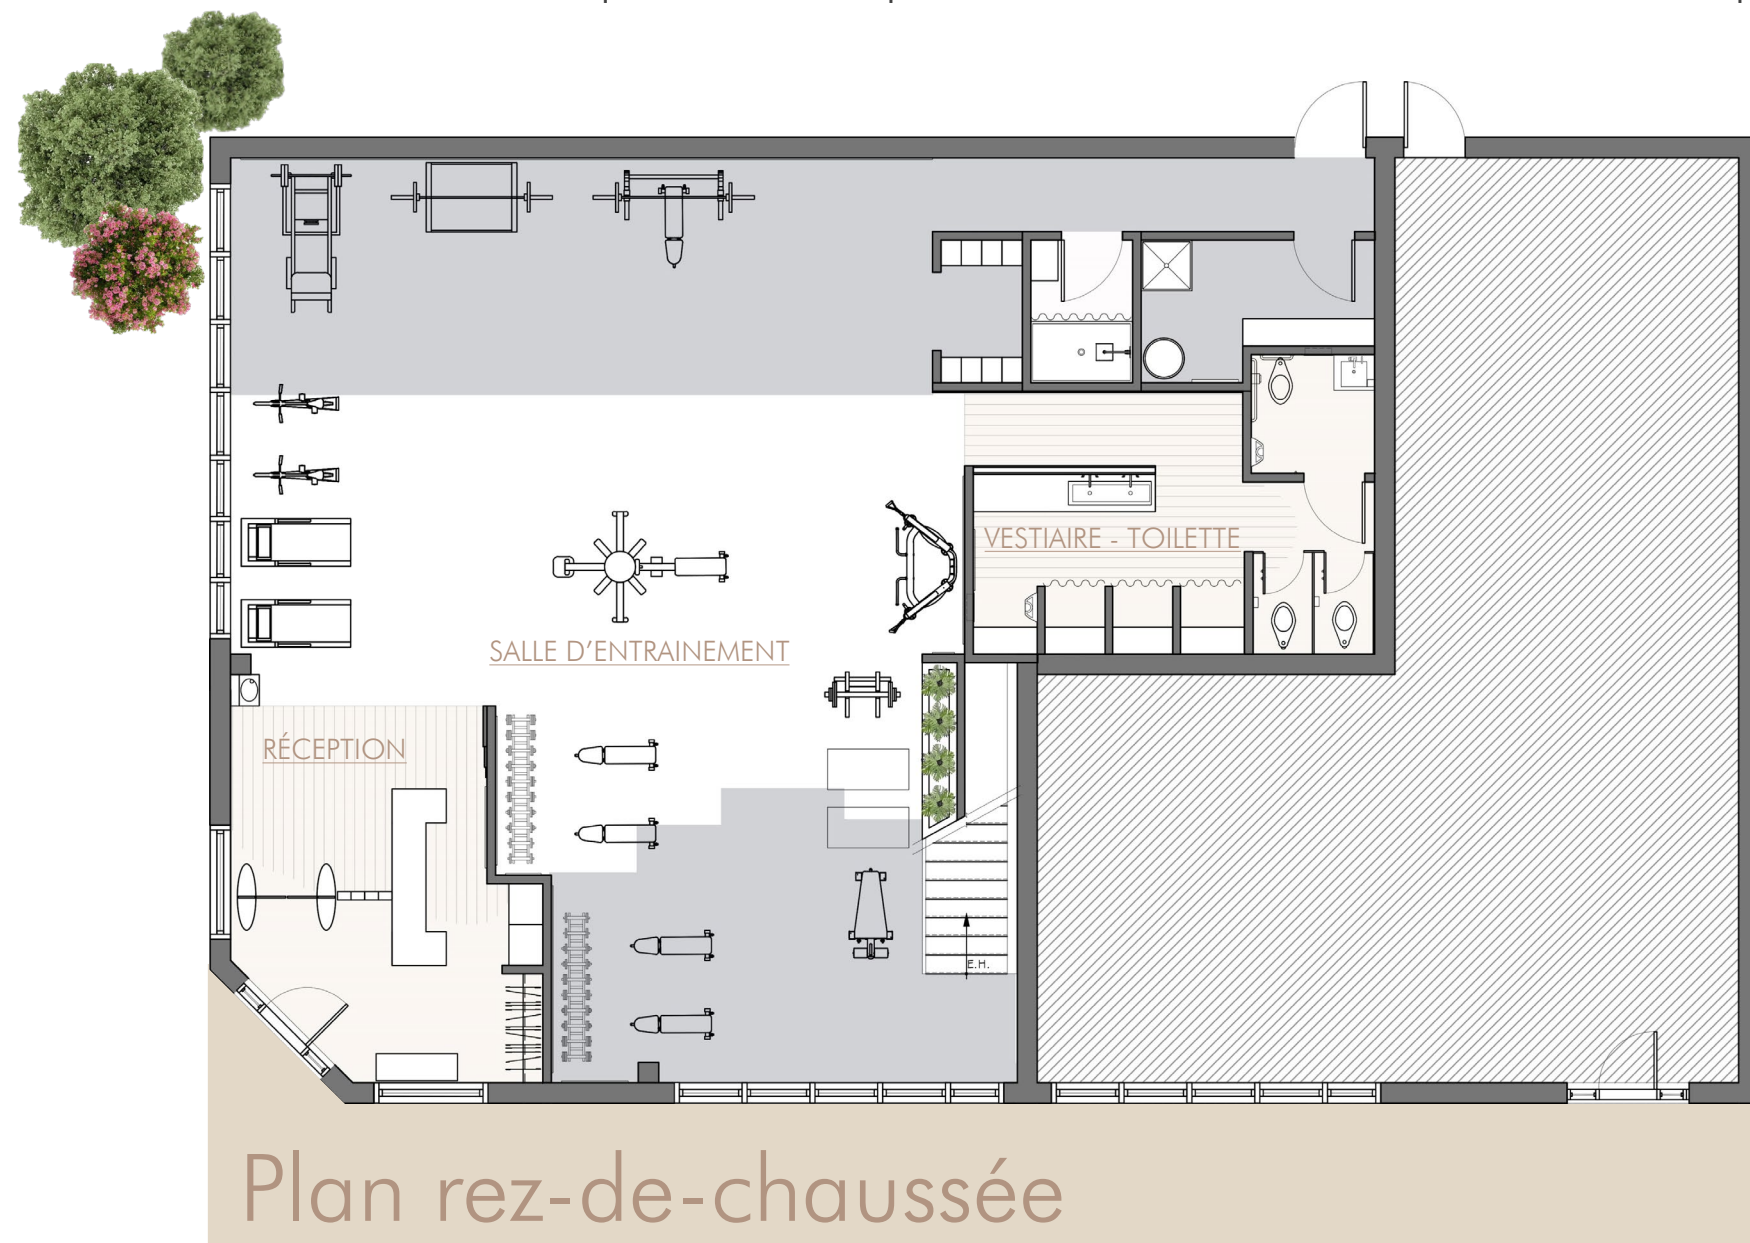 VESTIAIRE - TOILETTE
SALLE D'ENTRAINEMENT
RÉCEPTION
E.H.
Plan rez-de-chaussée